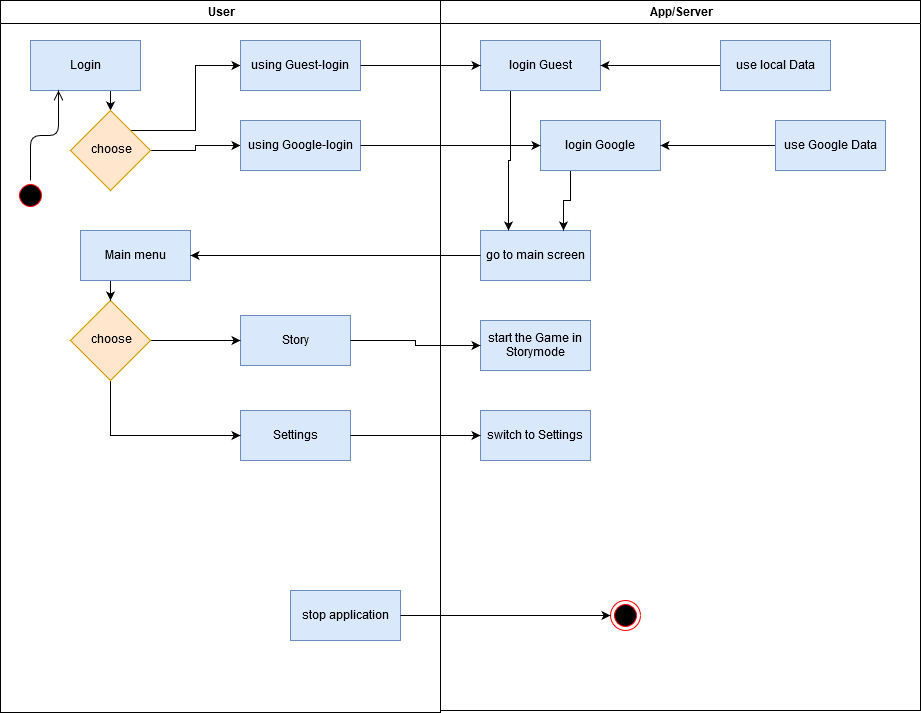 User
App/Server
Login
using Guest-login
login Guest
use local Data
choose
using Google-login
login Google
use Google Data
Main menu
go to main screen
choose
Story
start the Game in
Storymode
Settings
switch to Settings
stop application